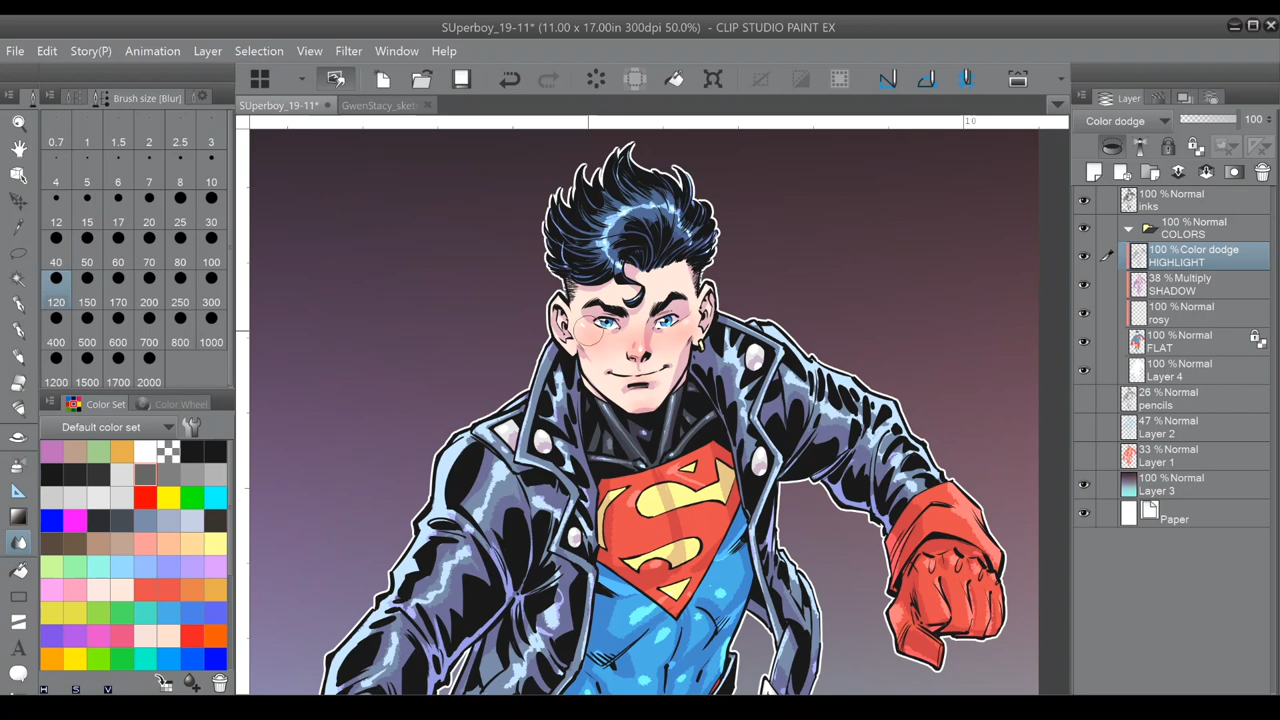 SUperboy_19-11* (11.00 x 17.00in 300dpi 50.0%) - CLIP STUDIO PAINT EX
File Edit Story(P) Animation Layer Selection View Filter Window Help
Brush size [Blur]
Layer
SUperboy_19-11*
GwenStacy_sket
Color dodge 100
10
0.7 1 1.5 2 2.5 3
4 5 6 7 8 10
12 15 17 20 25 30
40 50 60 70 80 100
120 150 170 200 250 300
400 500 600 700 800 1000
1200 1500 1700 2000
Color Set Color Wheel
Default color set
H S V
100 %Normal
inks
100 %Normal
COLORS
100 %Color dodge
HIGHLIGHT
38 %Multiply
SHADOW
100 %Normal
rosy
100 %Normal
FLAT
100 %Normal
Layer 4
26 %Normal
pencils
47 %Normal
Layer 2
33 %Normal
Layer 1
100 %Normal
Layer 3
Paper